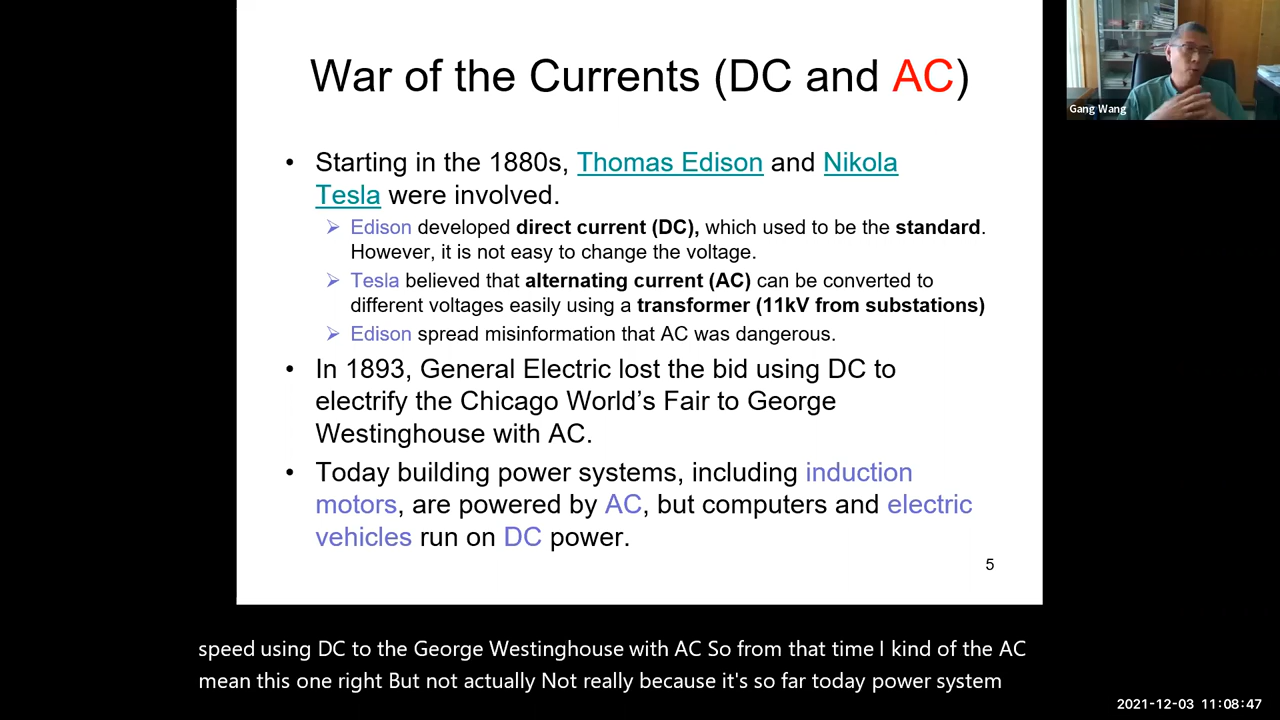 War of the Currents (DC and AC)
Gang Wang
• Starting in the 1880s, Thomas Edison and Nikola
Tesla were involved.
➢ Edison developed direct current (DC), which used to be the standard.
However, it is not easy to change the voltage.
➢ Tesla believed that alternating current (AC) can be converted to
different voltages easily using a transformer (11kV from substations)
➢ Edison spread misinformation that AC was dangerous.
• In 1893, General Electric lost the bid using DC to
electrify the Chicago World’s Fair to George
Westinghouse with AC.
• Today building power systems, including induction
motors, are powered by AC, but computers and electric
vehicles run on DC power.
5
speed using DC to the George Westinghouse with AC So from that time I kind of the AC
mean this one right But not actually Not really because it's so far today power system
2021-12-03 11:08:47